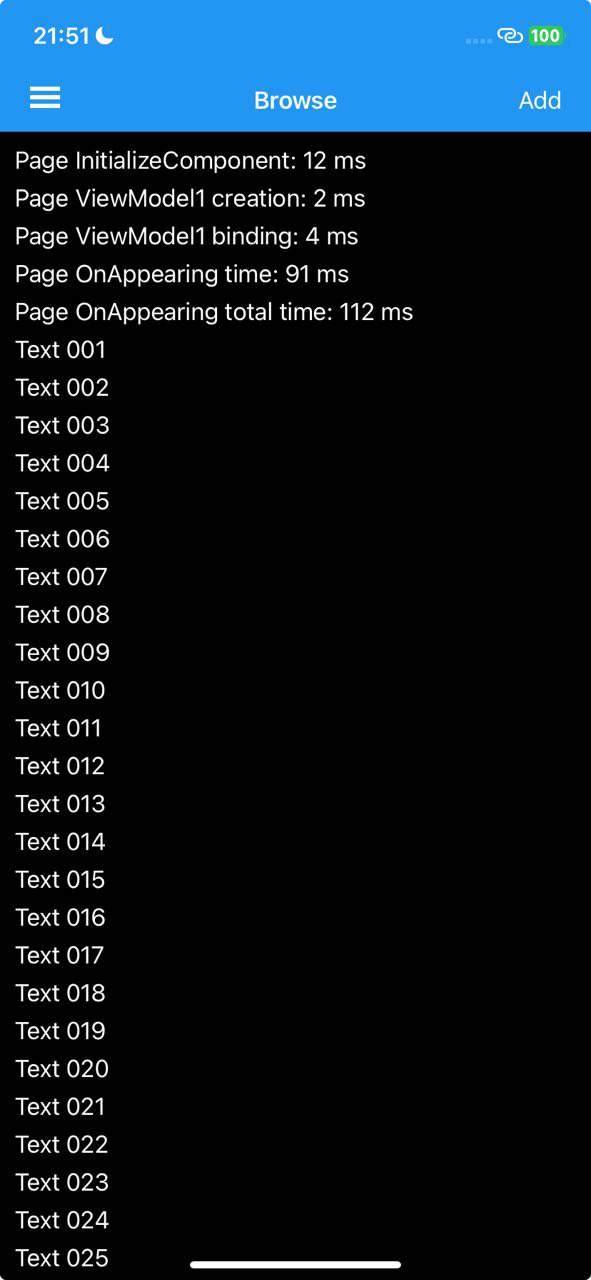 21:51
100
Browse
Add
Page InitializeComponent: 12 ms
Page ViewModel1 creation: 2 ms
Page ViewModel1 binding: 4 ms
Page OnAppearing time: 91 ms
Page OnAppearing total time: 112 ms
Text 001
Text 002
Text 003
Text 004
Text 005
Text 006
Text 007
Text 008
Text 009
Text 010
Text 011
Text 012
Text 013
Text 014
Text 015
Text 016
Text 017
Text 018
Text 019
Text 020
Text 021
Text 022
Text 023
Text 024
Text 025